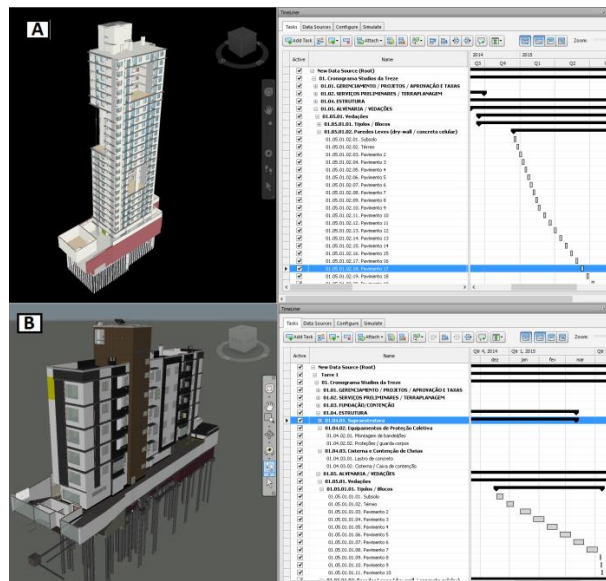 A
TimeLiner
Tasks Data Sources Configure Simulate
Add Task Attach Zoom:
Active Name 2014 2015
Q3 Q4 Q1 Q2
New Data Source (Root)
01. Cronograma Studios da Treze
01.01. GERENCIAMENTO / PROJETOS / APROVAÇÃO E TAXAS
01.02. SERVIÇOS PRELIMINARES / TERRAPLANAGEM
01.04. ESTRUTURA
01.05. ALVENARIA / VEDAÇÕES
01.05.01. Vedações
01.05.01.01. Tijolos / Blocos
01.05.01.02. Paredes Leves (dry-wall / concreto celular)
01.05.01.02.01. Subsolo
01.05.01.02.02. Térreo
01.05.01.02.03. Pavimento 2
01.05.01.02.04. Pavimento 3
01.05.01.02.05. Pavimento 4
01.05.01.02.06. Pavimento 5
01.05.01.02.07. Pavimento 6
01.05.01.02.08. Pavimento 7
01.05.01.02.09. Pavimento 8
01.05.01.02.10. Pavimento 9
01.05.01.02.11. Pavimento 10
01.05.01.02.12. Pavimento 11
01.05.01.02.13. Pavimento 12
01.05.01.02.14. Pavimento 13
01.05.01.02.15. Pavimento 14
01.05.01.02.16. Pavimento 15
01.05.01.02.17. Pavimento 16
01.05.01.02.18. Pavimento 17
01.05.01.02.19. Pavimento 18
B
TimeLiner
Tasks Data Sources Configure Simulate
Add Task Attach Zoom:
Active Name Qtr 4, 2014 Qtr 1, 2015
dez jan fev mar
New Data Source (Root)
Torre 1
01. Cronograma Studios da Treze
01.01. GERENCIAMENTO / PROJETOS / APROVAÇÃO E TAXAS
01.02. SERVIÇOS PRELIMINARES / TERRAPLANAGEM
01.03. FUNDAÇÃO/CONTENÇÃO
01.04. ESTRUTURA
01.04.01. Supraestrutura
01.04.02. Equipamentos de Proteção Coletiva
01.04.02.01. Montagem de bandejões
01.04.02.02. Proteções / guarda corpos
01.04.03. Cisterna e Contenção de Cheias
01.04.03.01. Lastro de concreto
01.04.03.02. Cisterna / Caixa de contenção
01.05. ALVENARIA / VEDAÇÕES
01.05.01. Vedações
01.05.01.01. Tijolos / Blocos
01.05.01.01.01. Subsolo
01.05.01.01.02. Térreo
01.05.01.01.03. Pavimento 2
01.05.01.01.04. Pavimento 3
01.05.01.01.05. Pavimento 4
01.05.01.01.06. Pavimento 5
01.05.01.01.07. Pavimento 6
01.05.01.01.08. Pavimento 7
01.05.01.01.09. Pavimento 8
01.05.01.01.10. Pavimento 9
01.05.01.01.11. Pavimento 10